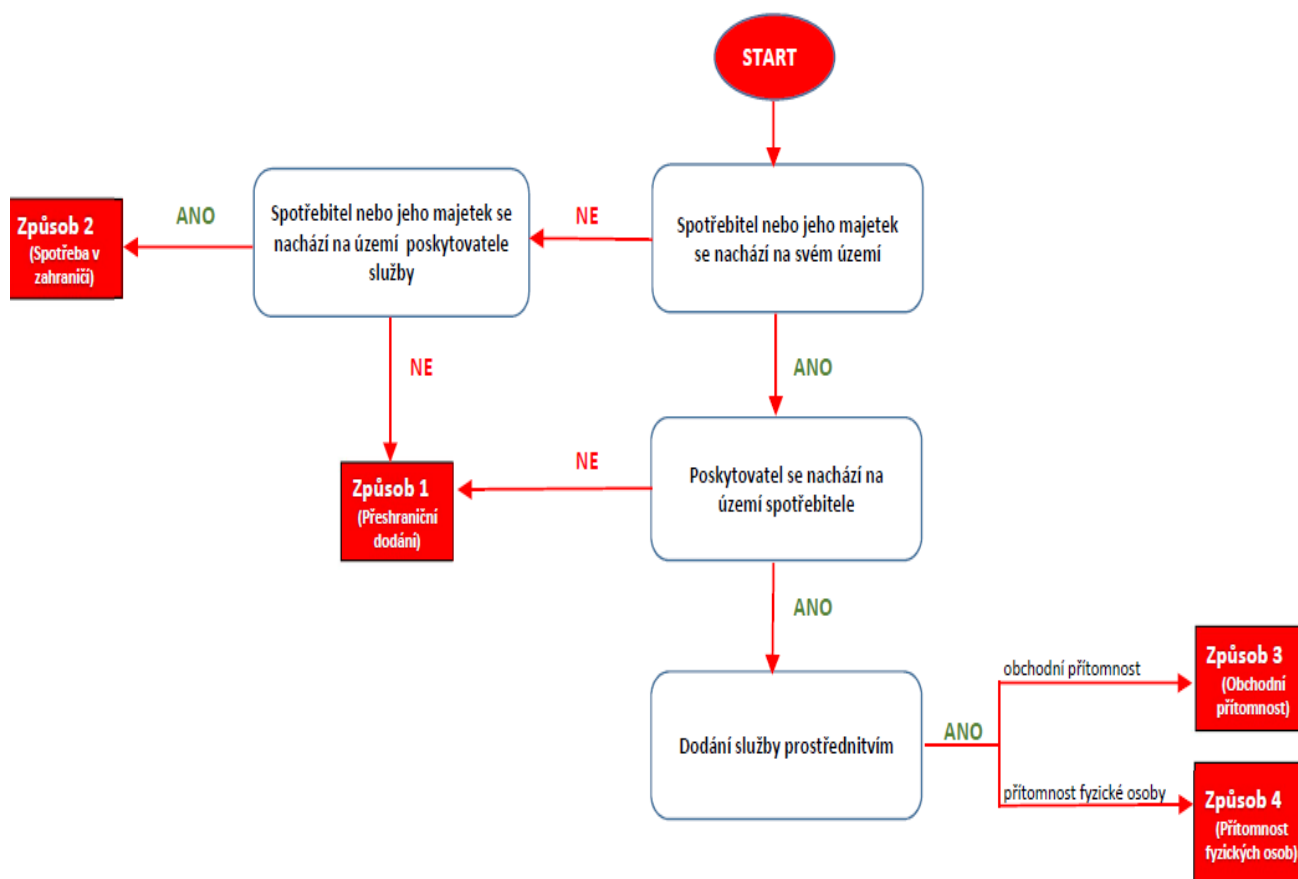 START
Spotřebitel nebo jeho majetek
se nachází na svém území
NE
Spotřebitel nebo jeho majetek se
nachází na území poskytovatele
služby
ANO
Způsob 2
(Spotřeba v
zahraničí)
NE
ANO
Poskytovatel se nachází na
území spotřebitele
NE
Způsob 1
(Přeshraniční
dodání)
ANO
Dodání služby prostřednitvím
ANO
obchodní přítomnost
Způsob 3
(Obchodní
přítomnost)
přítomnost fyzické osoby
Způsob 4
(Přítomnost
fyzických osob)